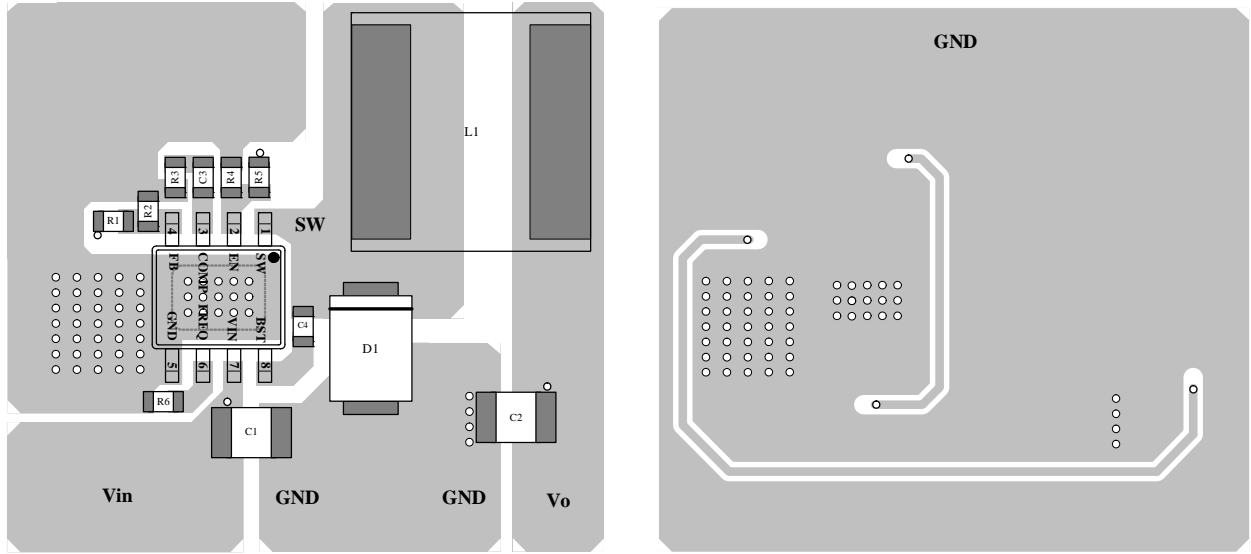 GND
L1
R3
C3
R4
R5
R2
R1
SW
4
3
2
1
FB
COMP
EN
SW
GND
FREQ
VIN
BST
C4
D1
5
6
7
8
R6
C1
C2
Vin
GND
GND
Vo